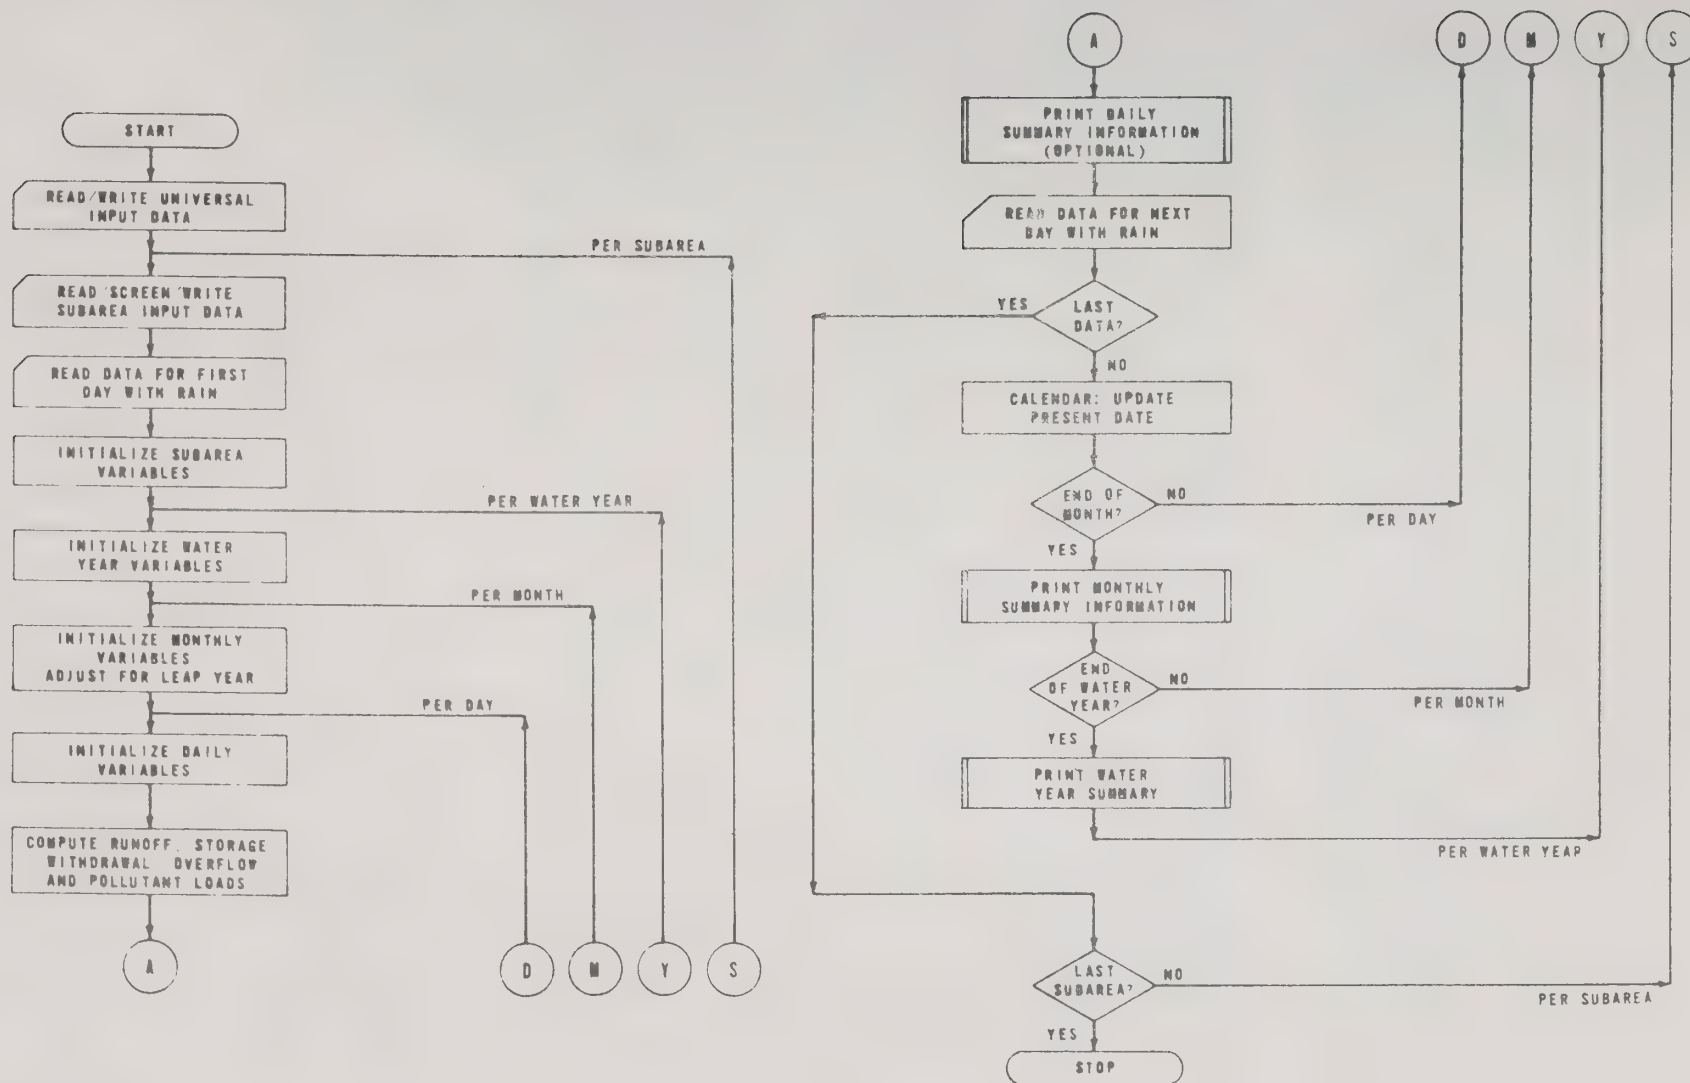 START
READ/WRITE UNIVERSAL
INPUT DATA
PER SUBAREA
READ SCREEN WRITE
SUBAREA INPUT DATA
READ DATA FOR FIRST
DAY WITH RAIN
INITIALIZE SUBAREA
VARIABLES
PER WATER YEAR
INITIALIZE WATER
YEAR VARIABLES
PER MONTH
INITIALIZE MONTHLY
VARIABLES
ADJUST FOR LEAP YEAR
PER DAY
INITIALIZE DAILY
VARIABLES
COMPUTE RUNOFF, STORAGE
WITHDRAWAL OVERFLOW
AND POLLUTANT LOADS
A
D
M
Y
S
A
D
M
Y
S
PRINT DAILY
SUMMARY INFORMATION
(OPTIONAL)
READ DATA FOR NEXT
DAY WITH RAIN
YES
LAST
DATA?
NO
CALENDAR: UPDATE
PRESENT DATE
END OF
MONTH?
NO
PER DAY
YES
PRINT MONTHLY
SUMMARY INFORMATION
END
OF WATER
YEAR?
NO
PER MONTH
YES
PRINT WATER
YEAR SUMMARY
PER WATER YEAR
LAST
SUBAREA?
NO
PER SUBAREA
YES
STOP